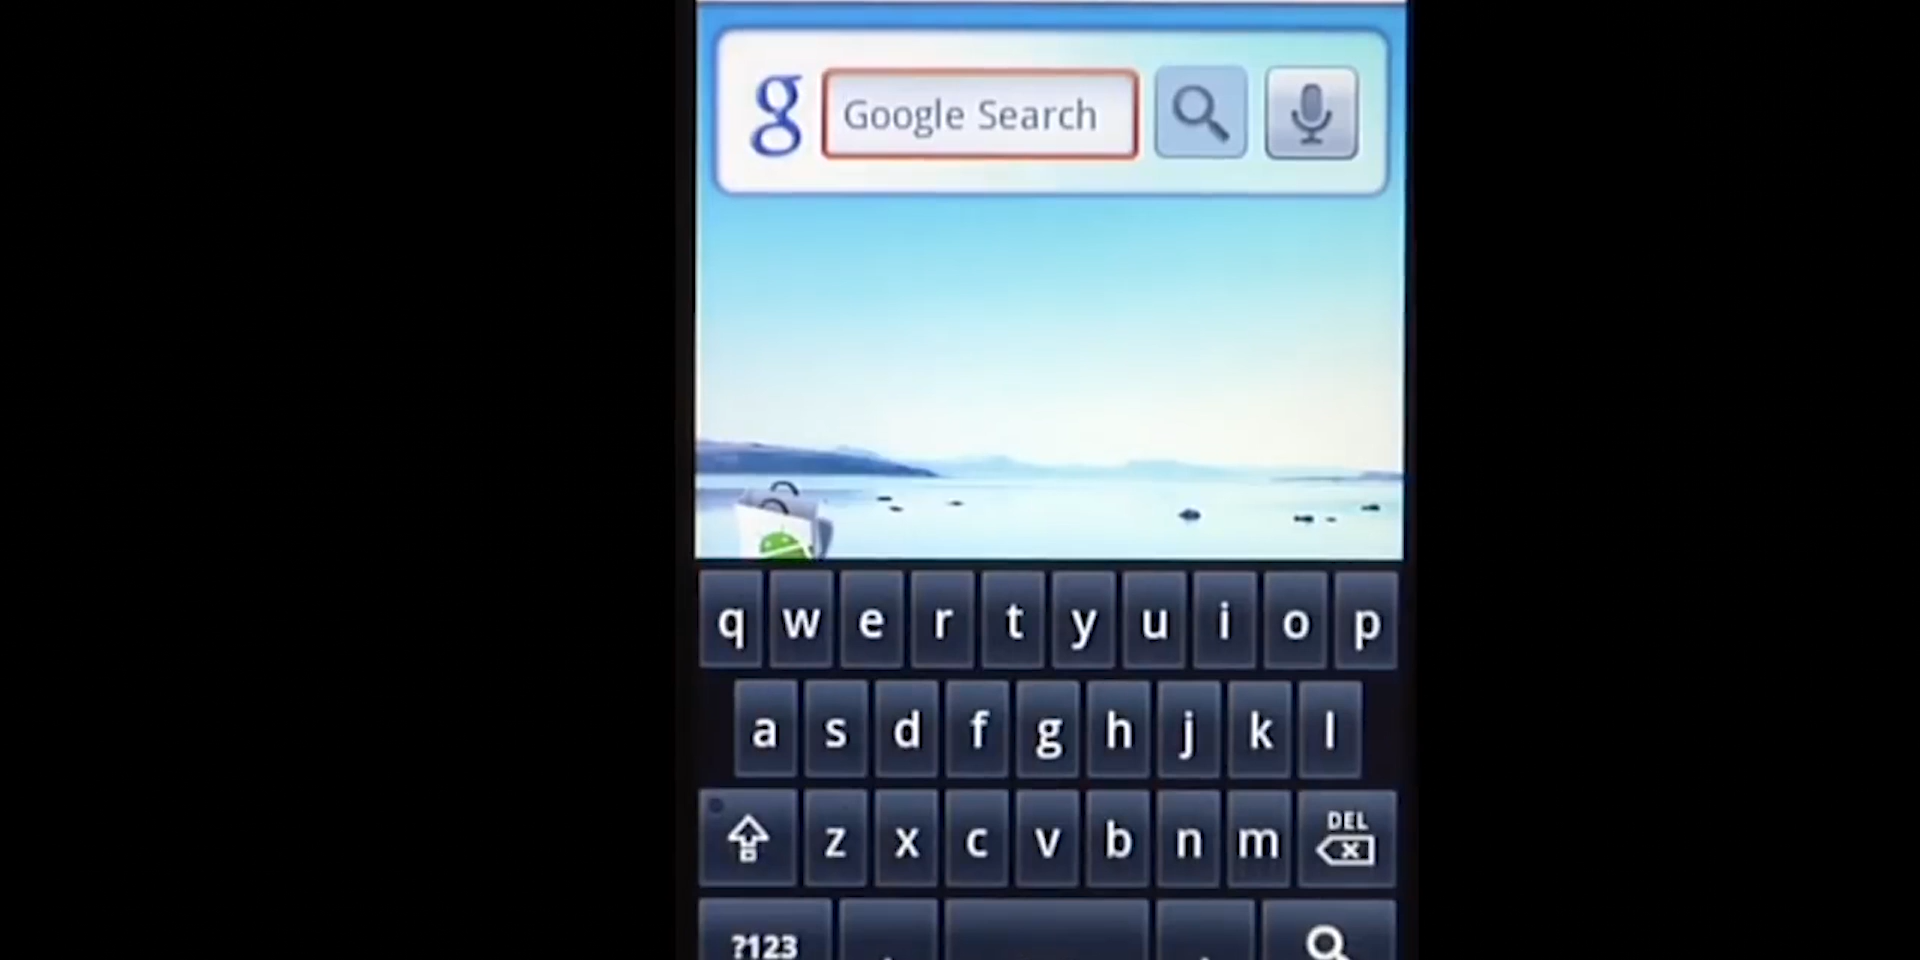 g Google Search
q w e r t y u i o p
a s d f g h j k l
z x c v b n m DEL
?123 , .